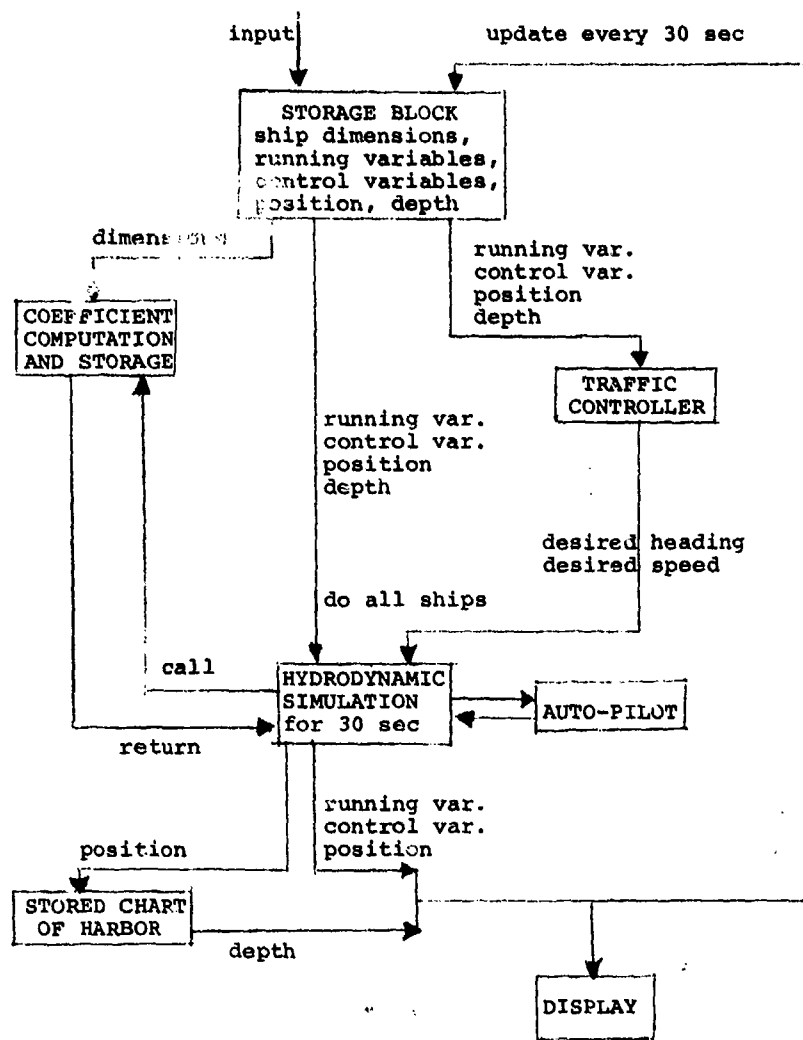 input
update every 30 sec
STORAGE BLOCK
ship dimensions,
running variables,
control variables,
position, depth
dimensions
running var.
control var.
position
depth
COEFFICIENT
COMPUTATION
AND STORAGE
TRAFFIC
CONTROLLER
running var.
control var.
position
depth
desired heading
desired speed
do all ships
call
HYDRODYNAMIC
SIMULATION
for 30 sec
AUTO-PILOT
return
running var.
control var.
position
position
STORED CHART
OF HARBOR
depth
DISPLAY